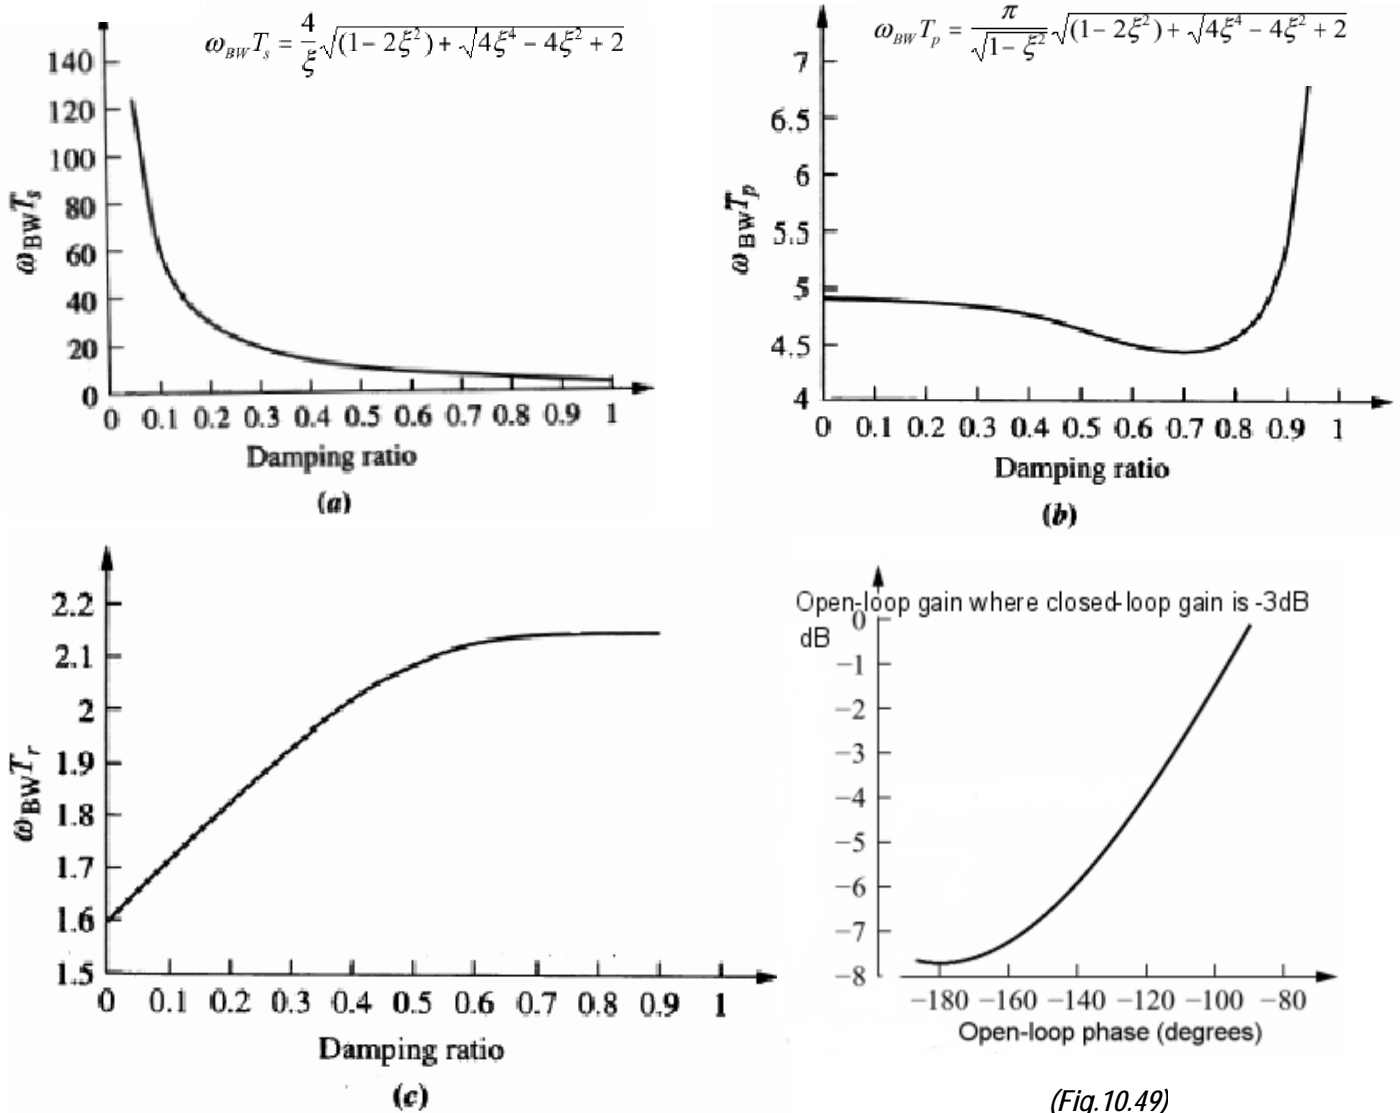 ω_BW T_s = 4/ξ √((1− 2ξ²) + √(4ξ⁴ − 4ξ² + 2))
140
120
100
80
60
40
20
0
ω_BW T_s
0 0.1 0.2 0.3 0.4 0.5 0.6 0.7 0.8 0.9 1
Damping ratio
(a)
ω_BW T_p = π/√(1− ξ²) √((1− 2ξ²) + √(4ξ⁴ − 4ξ² + 2))
7
6.5
6
5.5
5
4.5
4
ω_BW T_p
0 0.1 0.2 0.3 0.4 0.5 0.6 0.7 0.8 0.9 1
Damping ratio
(b)
2.2
2.1
2
1.9
1.8
1.7
1.6
1.5
ω_BW T_r
0 0.1 0.2 0.3 0.4 0.5 0.6 0.7 0.8 0.9 1
Damping ratio
(c)
Open-loop gain where closed-loop gain is -3dB
dB
0
−1
−2
−3
−4
−5
−6
−7
−8
−180 −160 −140 −120 −100 −80
Open-loop phase (degrees)
(Fig.10.49)